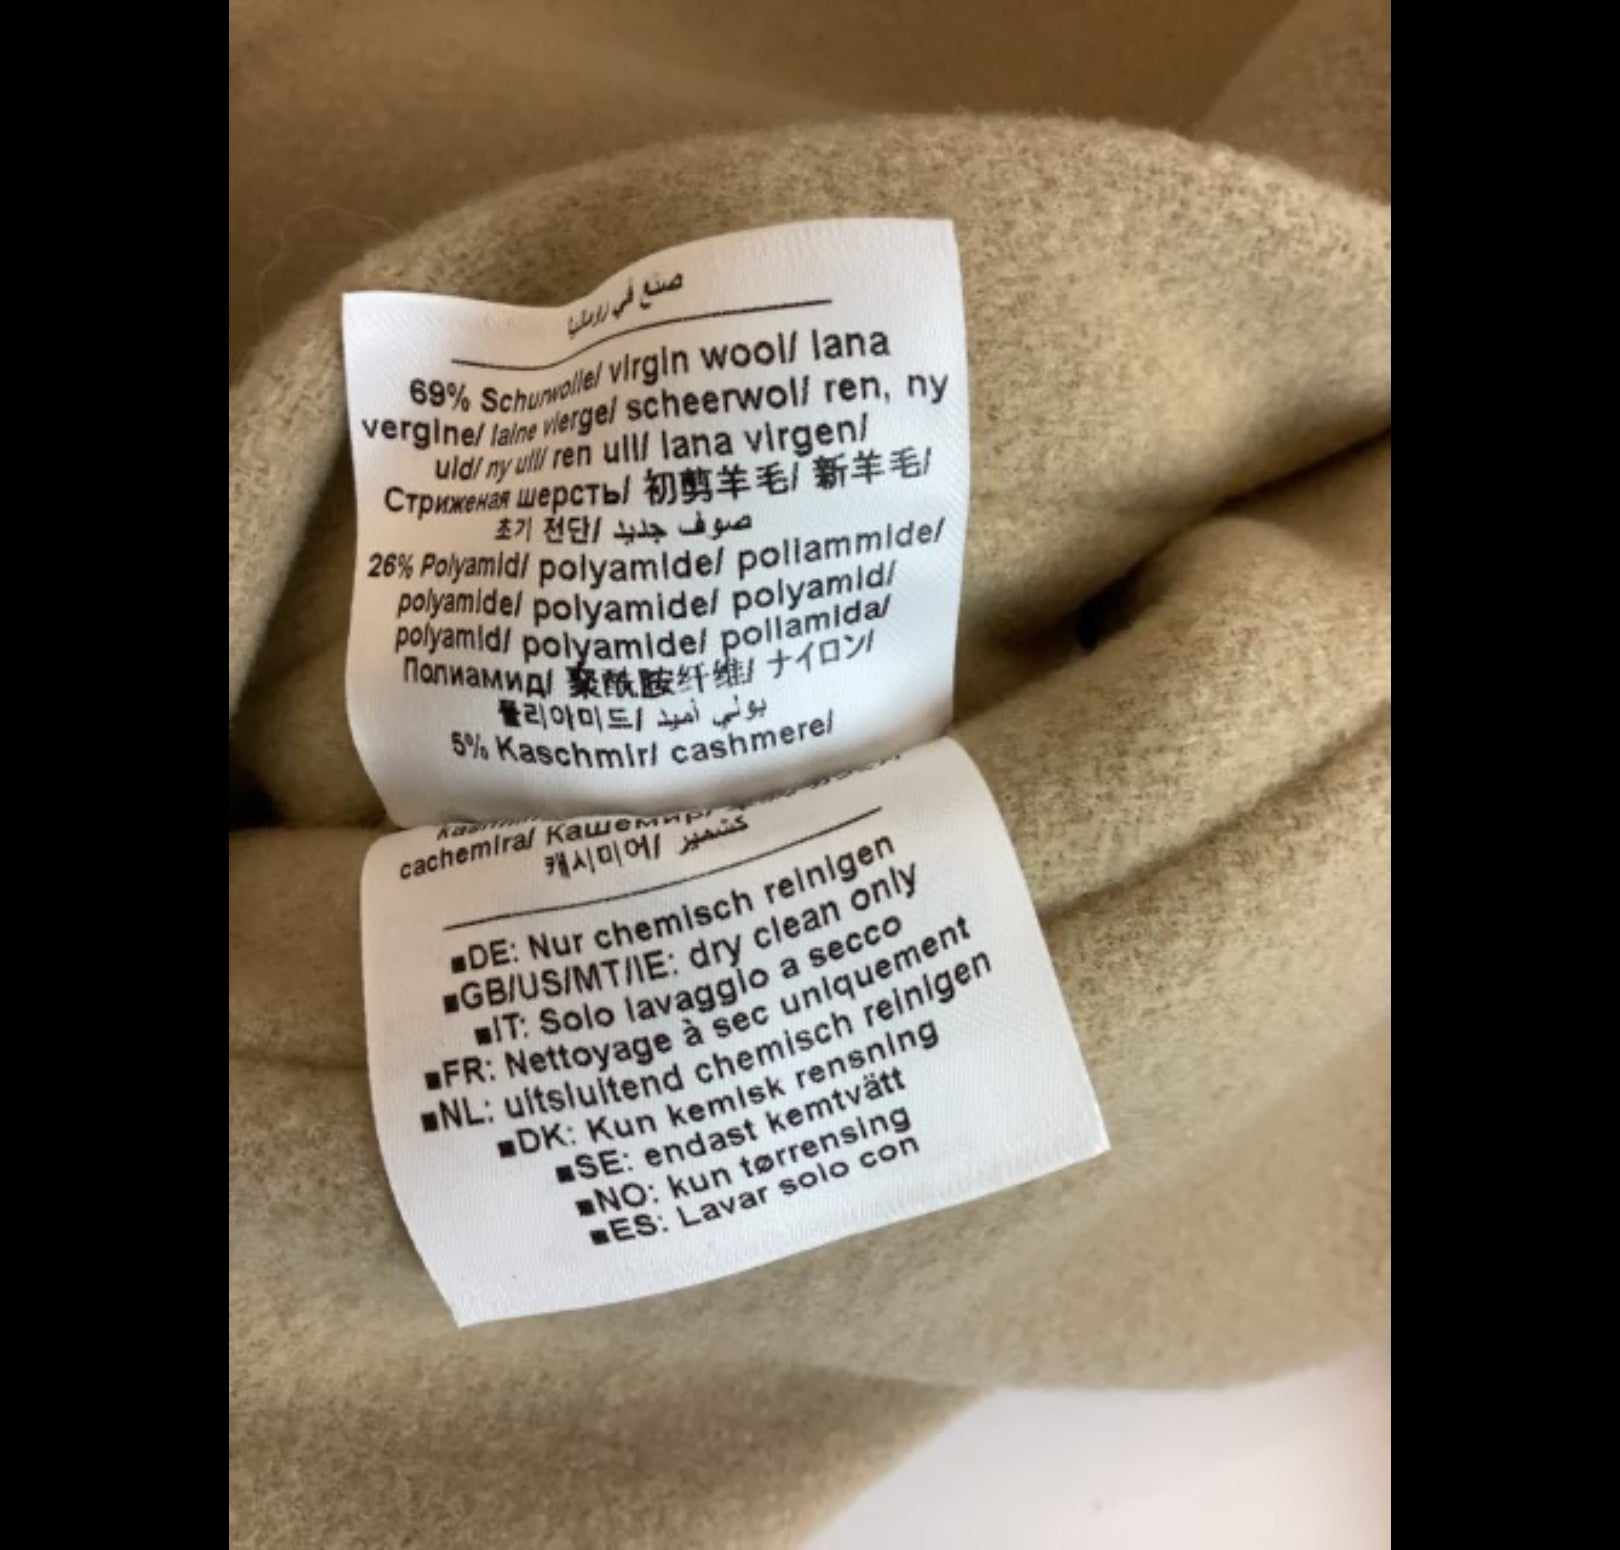 صنع في رومانيا
69% Schurwolle/ virgin wool/ lana
vergine/ laine vierge/ scheerwol/ ren, ny
uld/ ny ull/ ren ull/ lana virgen/
Стриженая шерсть/ 初剪羊毛/ 新羊毛/
초기 전단/ صوف جديد
26% Polyamid/ polyamide/ poliammide/
polyamide/ polyamide/ polyamid/
polyamid/ polyamide/ poliamida/
Полиамид/ 聚酰胺纤维/ ナイロン/
폴리아미드/ بولي أميد
5% Kaschmir/ cashmere/
cachemira/ Кашемир/
캐시미어/ كشمير
■DE: Nur chemisch reinigen
■GB/US/MT/IE: dry clean only
■IT: Solo lavaggio a secco
■FR: Nettoyage à sec uniquement
■NL: uitsluitend chemisch reinigen
■DK: Kun kemisk rensning
■SE: endast kemtvätt
■NO: kun tørrensing
■ES: Lavar solo con